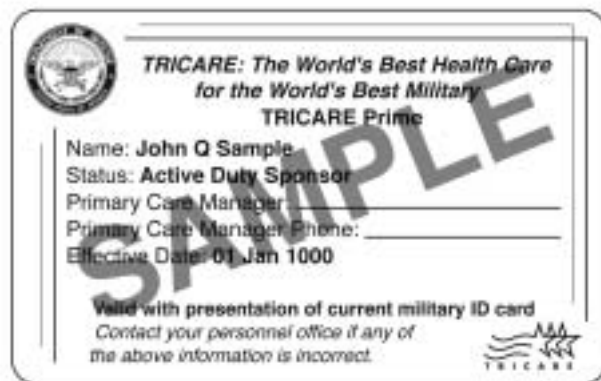 TRICARE: The World's Best Health Care
for the World's Best Military
TRICARE Prime
Name: John Q Sample
Status: Active Duty Sponsor
Primary Care Manager:
Primary Care Manager Phone:
Effective Date: 01 Jan 1000
SAMPLE
Valid with presentation of current military ID card
Contact your personnel office if any of
the above information is incorrect.
TRICARE